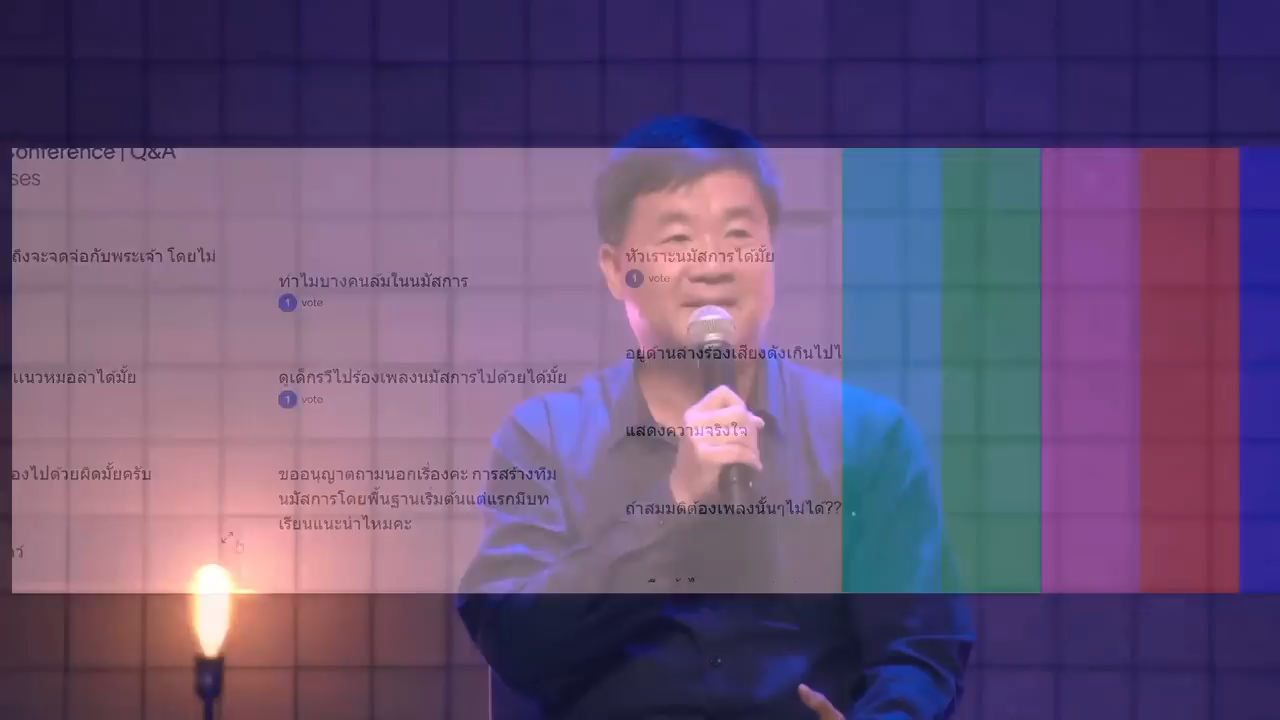 Conference | Q&A
ses
ถึงจะจดจ่อกับพระเจ้า โดยไม่
แนวหมอลำได้มั้ย
องไปด้วยผิดมั้ยครับ
ทำไมบางคนล้มในนมัสการ
1 vote
ดูเด็กรวีไปร้องเพลงนมัสการไปด้วยได้มั้ย
1 vote
ขออนุญาตถามนอกเรื่องคะ การสร้างทีม
นมัสการโดยพื้นฐานเริ่มต้นแต่แรกมีบท
เรียนแนะนำไหมคะ
หัวเราะนมัสการได้มั้ย
1 vote
อยู่ด้านล่างร้องเสียงดังเกินไปไ
แสดงความจริงใจ
ถ้าสมมติต้องเพลงนั้นๆไม่ได้??